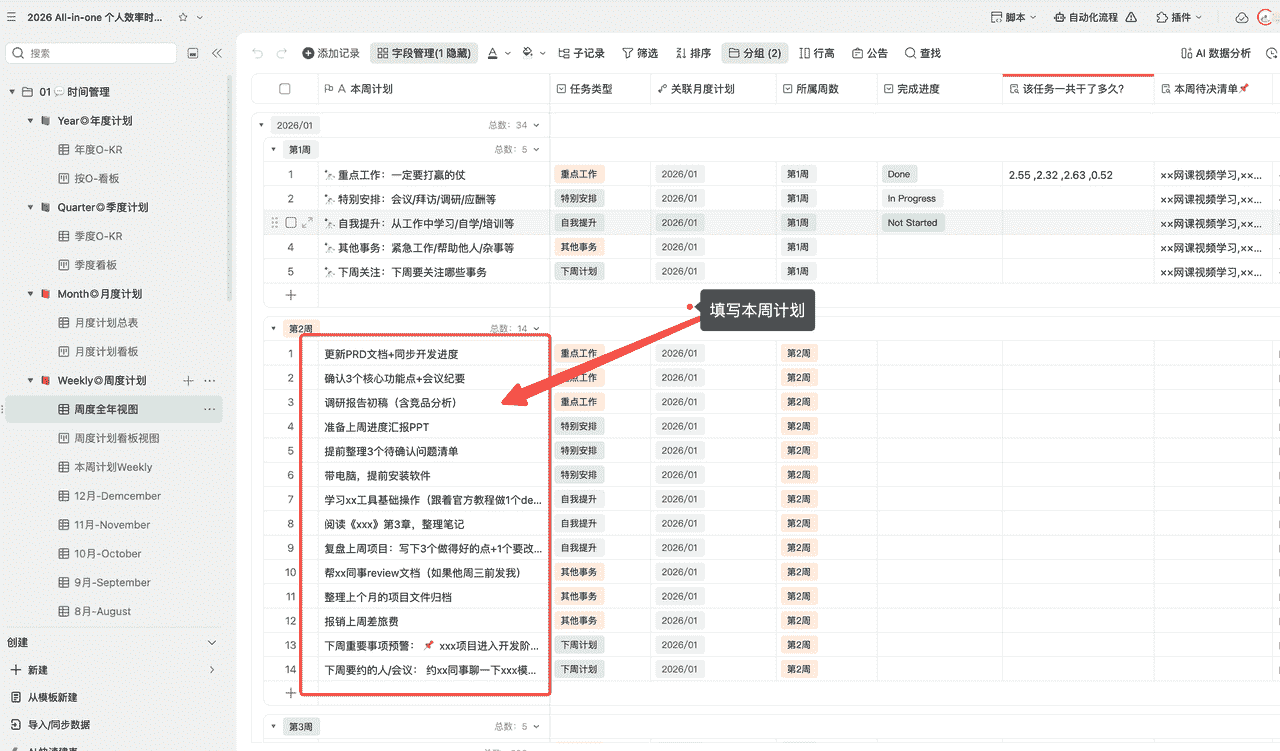 2026 All-in-one 个人效率时...
脚本
自动化流程
插件
搜索
添加记录
字段管理(1 隐藏)
A
子记录
筛选
排序
分组 (2)
行高
公告
查找
AI 数据分析
01 💬 时间管理
Year◎年度计划
年度O-KR
按O-看板
Quarter◎季度计划
季度O-KR
季度看板
Month◎月度计划
月度计划总表
月度计划看板
Weekly◎周度计划
周度全年视图
周度计划看板视图
本周计划Weekly
12月-Demcember
11月-November
10月-October
9月-September
8月-August
创建
新建
从模板新建
导入/同步数据
A 本周计划 任务类型 关联月度计划 所属周数 完成进度 该任务一共干了多久? 本周待决清单📌
2026/01 总数: 34
第1周 总数: 5
1 重点工作：一定要打赢的仗 重点工作 2026/01 第1周 Done 2.55 ,2.32 ,2.63 ,0.52 ××网课视频学习,××...
2 特别安排：会议/拜访/调研/应酬等 特别安排 2026/01 第1周 In Progress ××网课视频学习,××...
自我提升：从工作中学习/自学/培训等 自我提升 2026/01 第1周 Not Started ××网课视频学习,××...
4 其他事务：紧急工作/帮助他人/杂事等 其他事务 2026/01 第1周 ××网课视频学习,××...
5 下周关注：下周要关注哪些事务 下周计划 2026/01 第1周 ××网课视频学习,××...
填写本周计划
第2周 总数: 14
1 更新PRD文档+同步开发进度 重点工作 2026/01 第2周
2 确认3个核心功能点+会议纪要 点工作 2026/01 第2周
3 调研报告初稿（含竞品分析） 重点工作 2026/01 第2周
4 准备上周进度汇报PPT 特别安排 2026/01 第2周
5 提前整理3个待确认问题清单 特别安排 2026/01 第2周
6 带电脑，提前安装软件 特别安排 2026/01 第2周
7 学习xx工具基础操作（跟着官方教程做1个de... 自我提升 2026/01 第2周
8 阅读《xxx》第3章，整理笔记 自我提升 2026/01 第2周
9 复盘上周项目：写下3个做得好的点+1个要改... 自我提升 2026/01 第2周
10 帮xx同事review文档（如果他周三前发我） 其他事务 2026/01 第2周
11 整理上个月的项目文件归档 其他事务 2026/01 第2周
12 报销上周差旅费 其他事务 2026/01 第2周
13 下周重要事项预警： 📌 xxx项目进入开发阶... 下周计划 2026/01 第2周
14 下周要约的人/会议： 约xx同事聊一下xxx模... 下周计划 2026/01 第2周
第3周 总数: 5